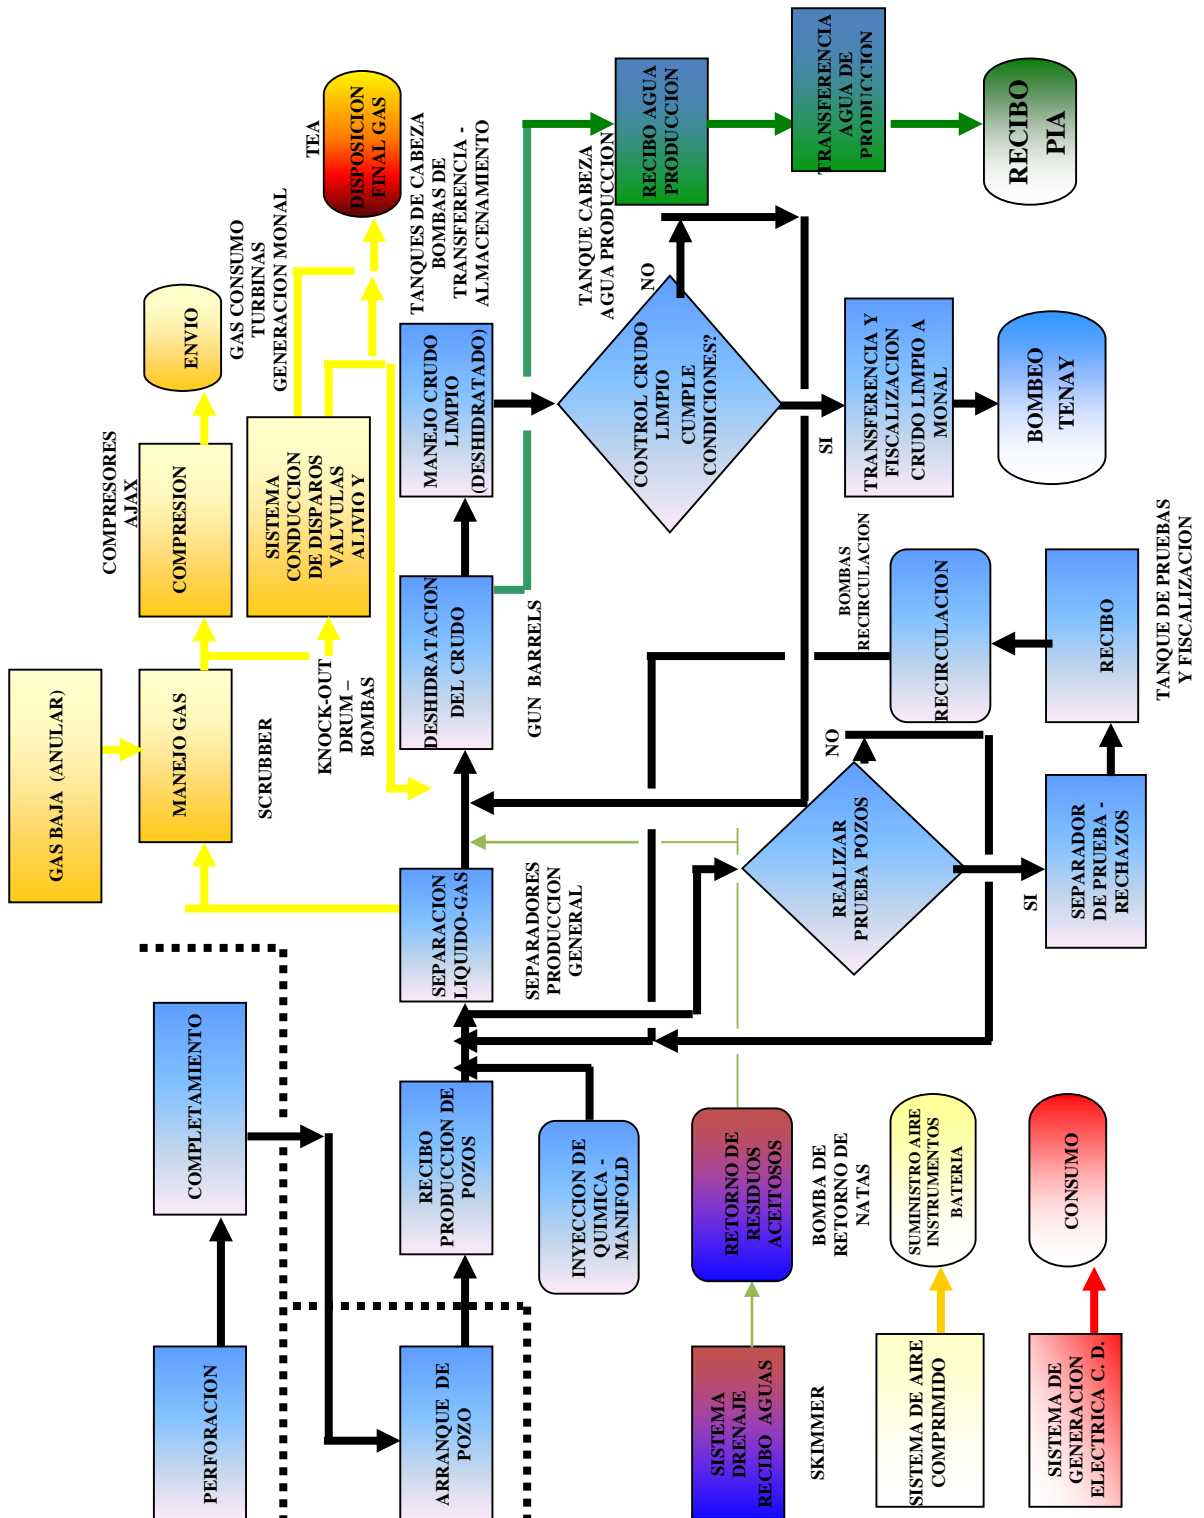 PERFORACION
COMPLETAMIENTO
GAS BAJA (ANULAR)
MANEJO GAS
SCRUBBER
COMPRESORES
AJAX
COMPRESION
ENVIO
GAS CONSUMO
TURBINAS
GENERACION MONAL
SISTEMA
CONDUCCION
DE DISPAROS
VALVULAS
ALIVIO Y
KNOCK-OUT
DRUM –
BOMBAS
TEA
DISPOSICION
FINAL GAS
ARRANQUE DE
POZO
RECIBO
PRODUCCION DE
POZOS
SEPARACION
LIQUIDO-GAS
DESHIDRATACION
DEL CRUDO
MANEJO CRUDO
LIMPIO
(DESHIDRATADO)
TANQUES DE CABEZA
BOMBAS DE
TRANSFERENCIA -
ALMACENAMIENTO
INYECCION DE
QUIMICA -
MANIFOLD
SEPARADORES
PRODUCCION
GENERAL
GUN BARRELS
CONTROL CRUDO
LIMPIO
CUMPLE
CONDICIONES?
NO
SI
TANQUE CABEZA
AGUA PRODUCCION
RECIBO AGUA
PRODUCCION
TRANSFERENCIA
AGUA DE
PRODUCCION
RECIBO
PIA
SISTEMA
DRENAJE
RECIBO AGUAS
SKIMMER
RETORNO DE
RESIDUOS
ACEITOSOS
BOMBA DE
RETORNO DE
NATAS
REALIZAR
PRUEBA POZOS
NO
SI
BOMBAS
RECIRCULACION
RECIRCULACION
TRANSFERENCIA Y
FISCALIZACION
CRUDO LIMPIO A
MONAL
BOMBEO
TENAY
SISTEMA DE AIRE
COMPRIMIDO
SUMINISTRO AIRE
INSTRUMENTOS
BATERIA
SISTEMA DE
GENERACION
ELECTRICA C. D.
CONSUMO
SEPARADOR
DE PRUEBA -
RECHAZOS
RECIBO
TANQUE DE PRUEBAS
Y FISCALIZACION